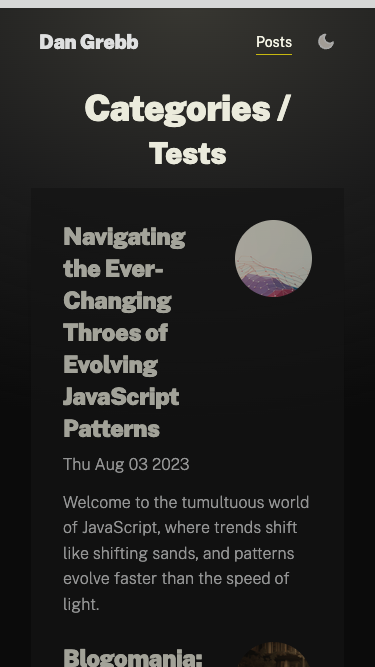 Dan Grebb
Posts
Categories /
Tests
Navigating
the Ever-
Changing
Throes of
Evolving
JavaScript
Patterns
Thu Aug 03 2023
Welcome to the tumultuous world
of JavaScript, where trends shift
like shifting sands, and patterns
evolve faster than the speed of
light.
Blogomania: